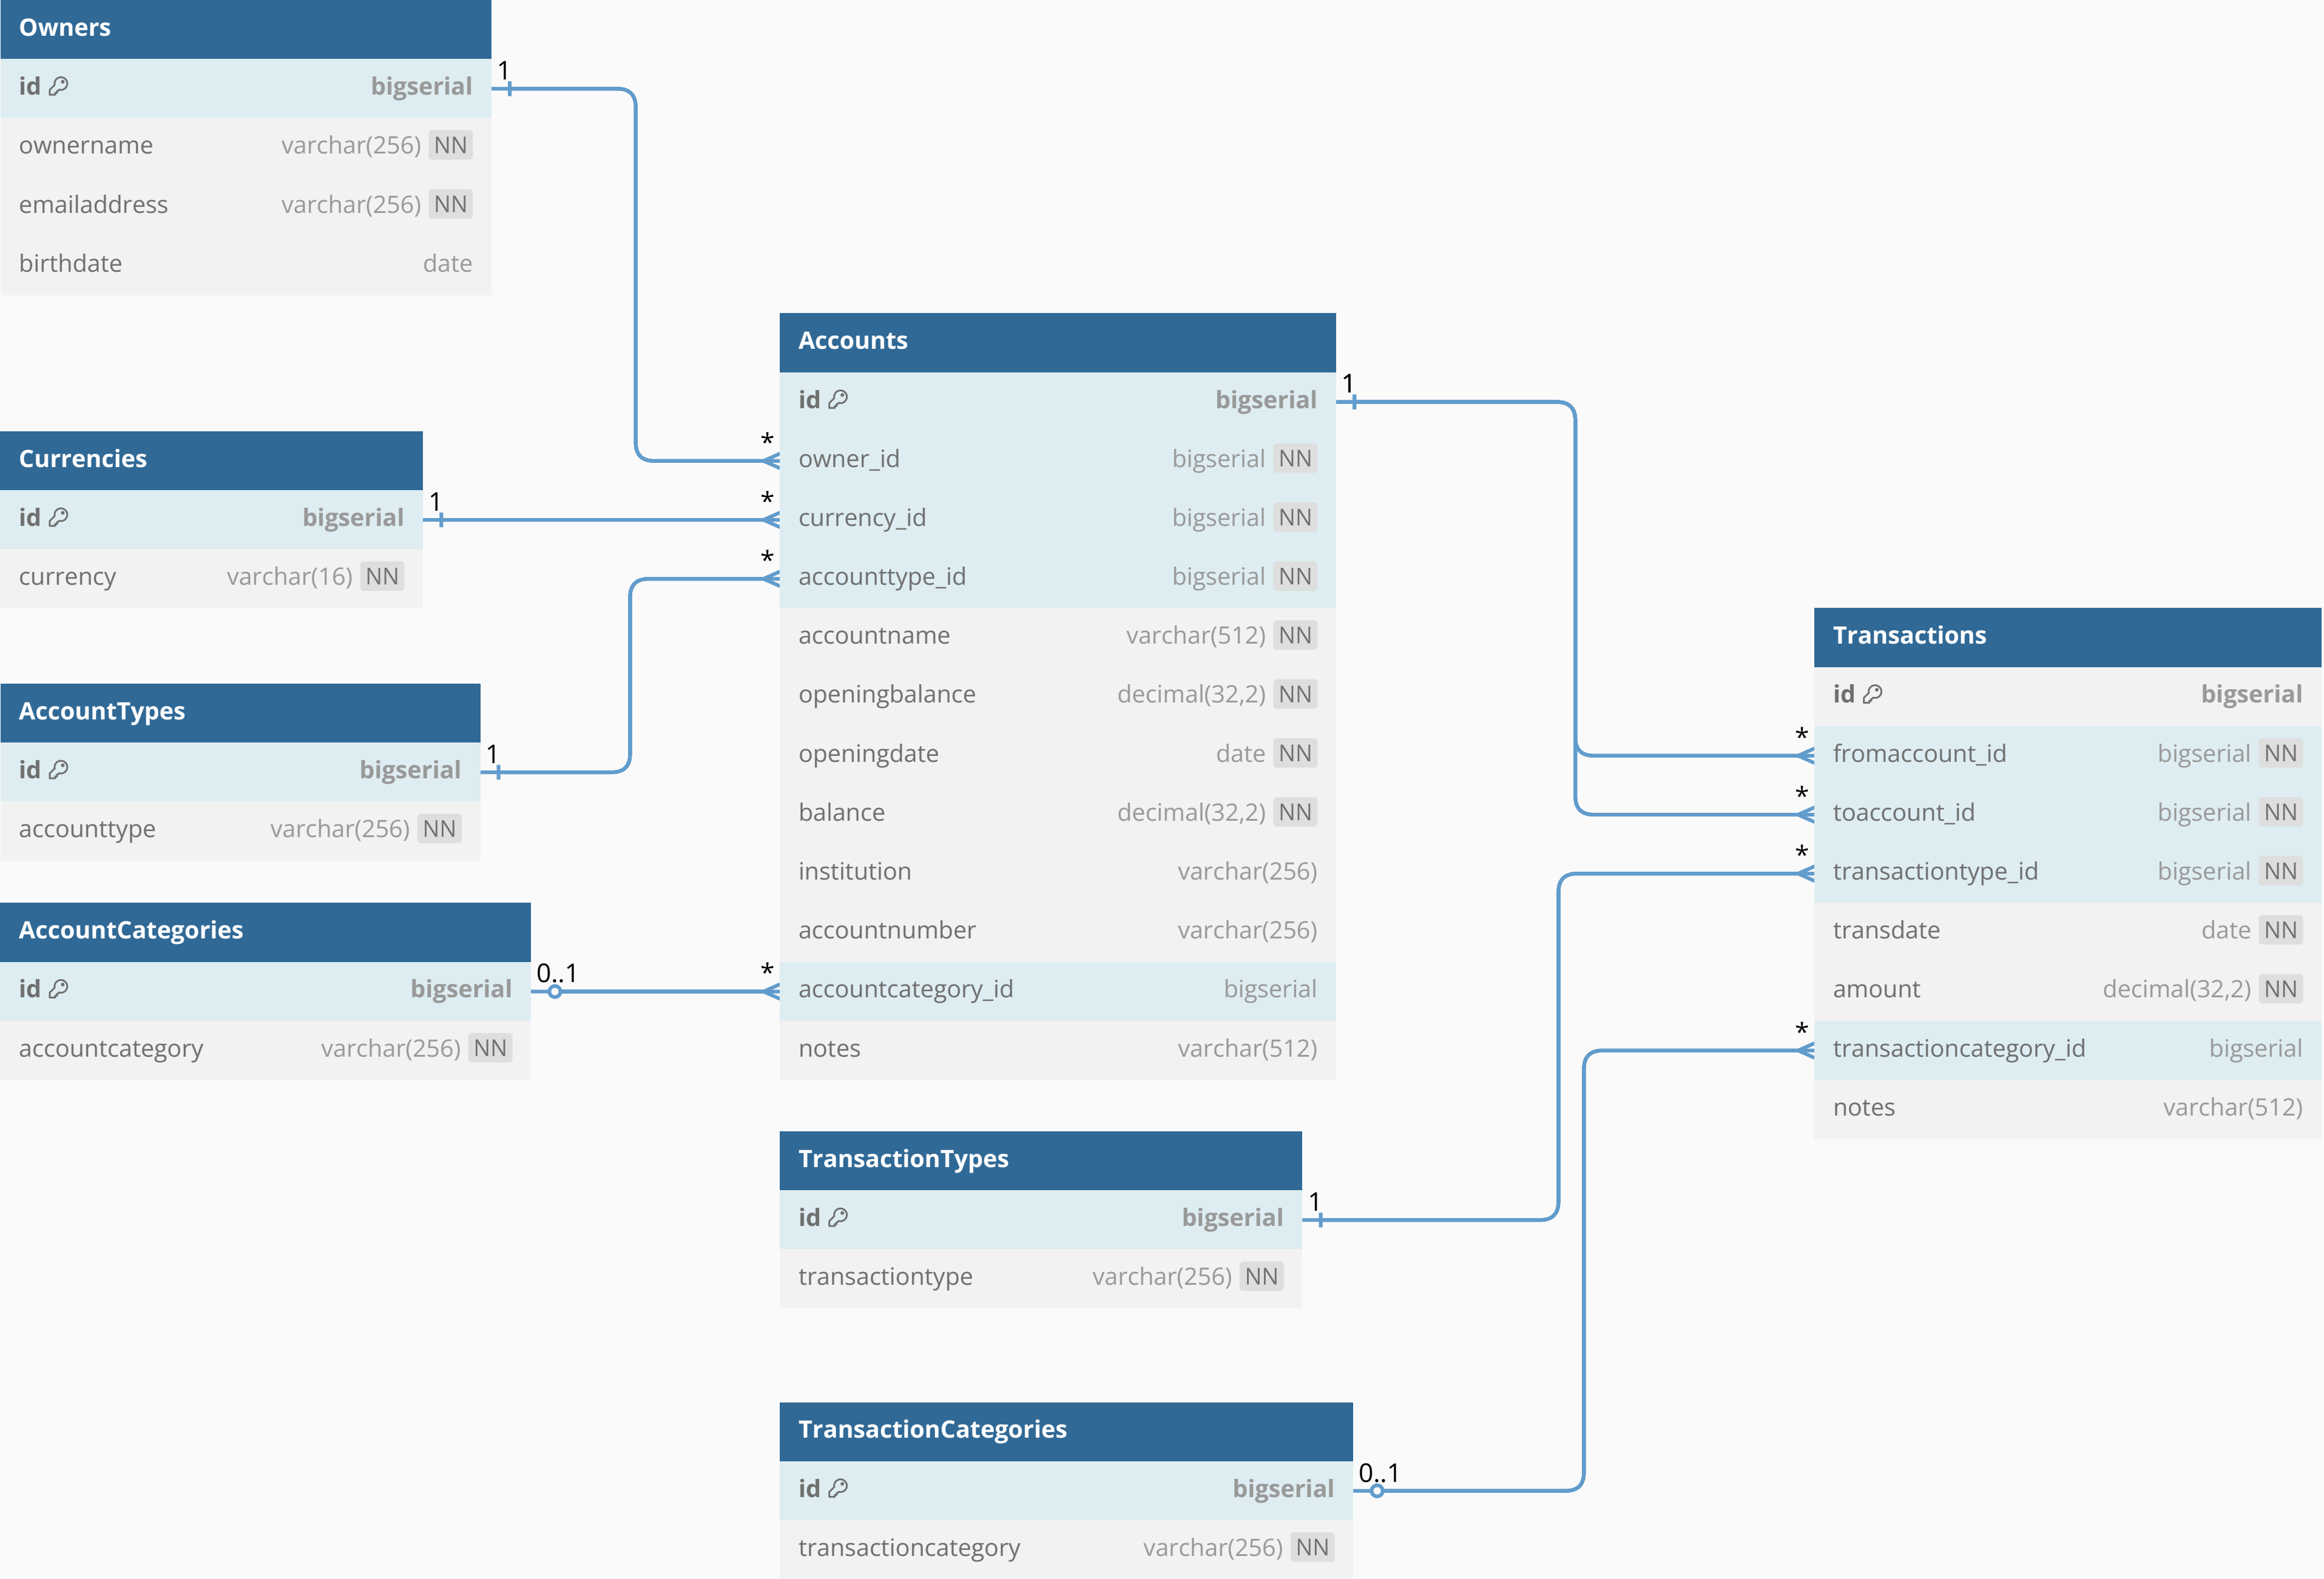 Owners
id bigserial
ownername varchar(256) NN
emailaddress varchar(256) NN
birthdate date
1
*
Currencies
id bigserial
currency varchar(16) NN
1
*
AccountTypes
id bigserial
accounttype varchar(256) NN
1
*
AccountCategories
id bigserial
accountcategory varchar(256) NN
0..1
*
Accounts
id bigserial
owner_id bigserial NN
currency_id bigserial NN
accounttype_id bigserial NN
accountname varchar(512) NN
openingbalance decimal(32,2) NN
openingdate date NN
balance decimal(32,2) NN
institution varchar(256)
accountnumber varchar(256)
accountcategory_id bigserial
notes varchar(512)
1
*
*
TransactionTypes
id bigserial
transactiontype varchar(256) NN
1
*
TransactionCategories
id bigserial
transactioncategory varchar(256) NN
0..1
*
Transactions
id bigserial
fromaccount_id bigserial NN
toaccount_id bigserial NN
transactiontype_id bigserial NN
transdate date NN
amount decimal(32,2) NN
transactioncategory_id bigserial
notes varchar(512)